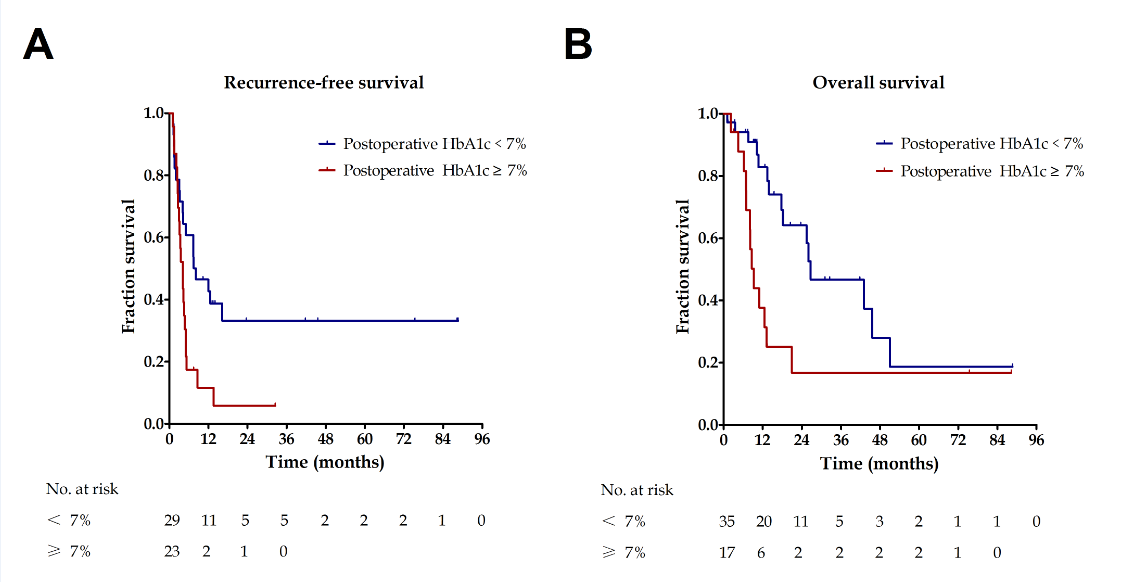 A
Recurrence-free survival
Postoperative HbA1c < 7%
Postoperative HbA1c ≥ 7%
Fraction survival
1.0
0.8
0.6
0.4
0.2
0.0
0 12 24 36 48 60 72 84 96
Time (months)
No. at risk
< 7% 29 11 5 5 2 2 2 1 0
⩾ 7% 23 2 1 0
B
Overall survival
Postoperative HbA1c < 7%
Postoperative HbA1c ≥ 7%
Fraction survival
1.0
0.8
0.6
0.4
0.2
0.0
0 12 24 36 48 60 72 84 96
Time (months)
No. at risk
< 7% 35 20 11 5 3 2 1 1 0
⩾ 7% 17 6 2 2 2 2 1 0